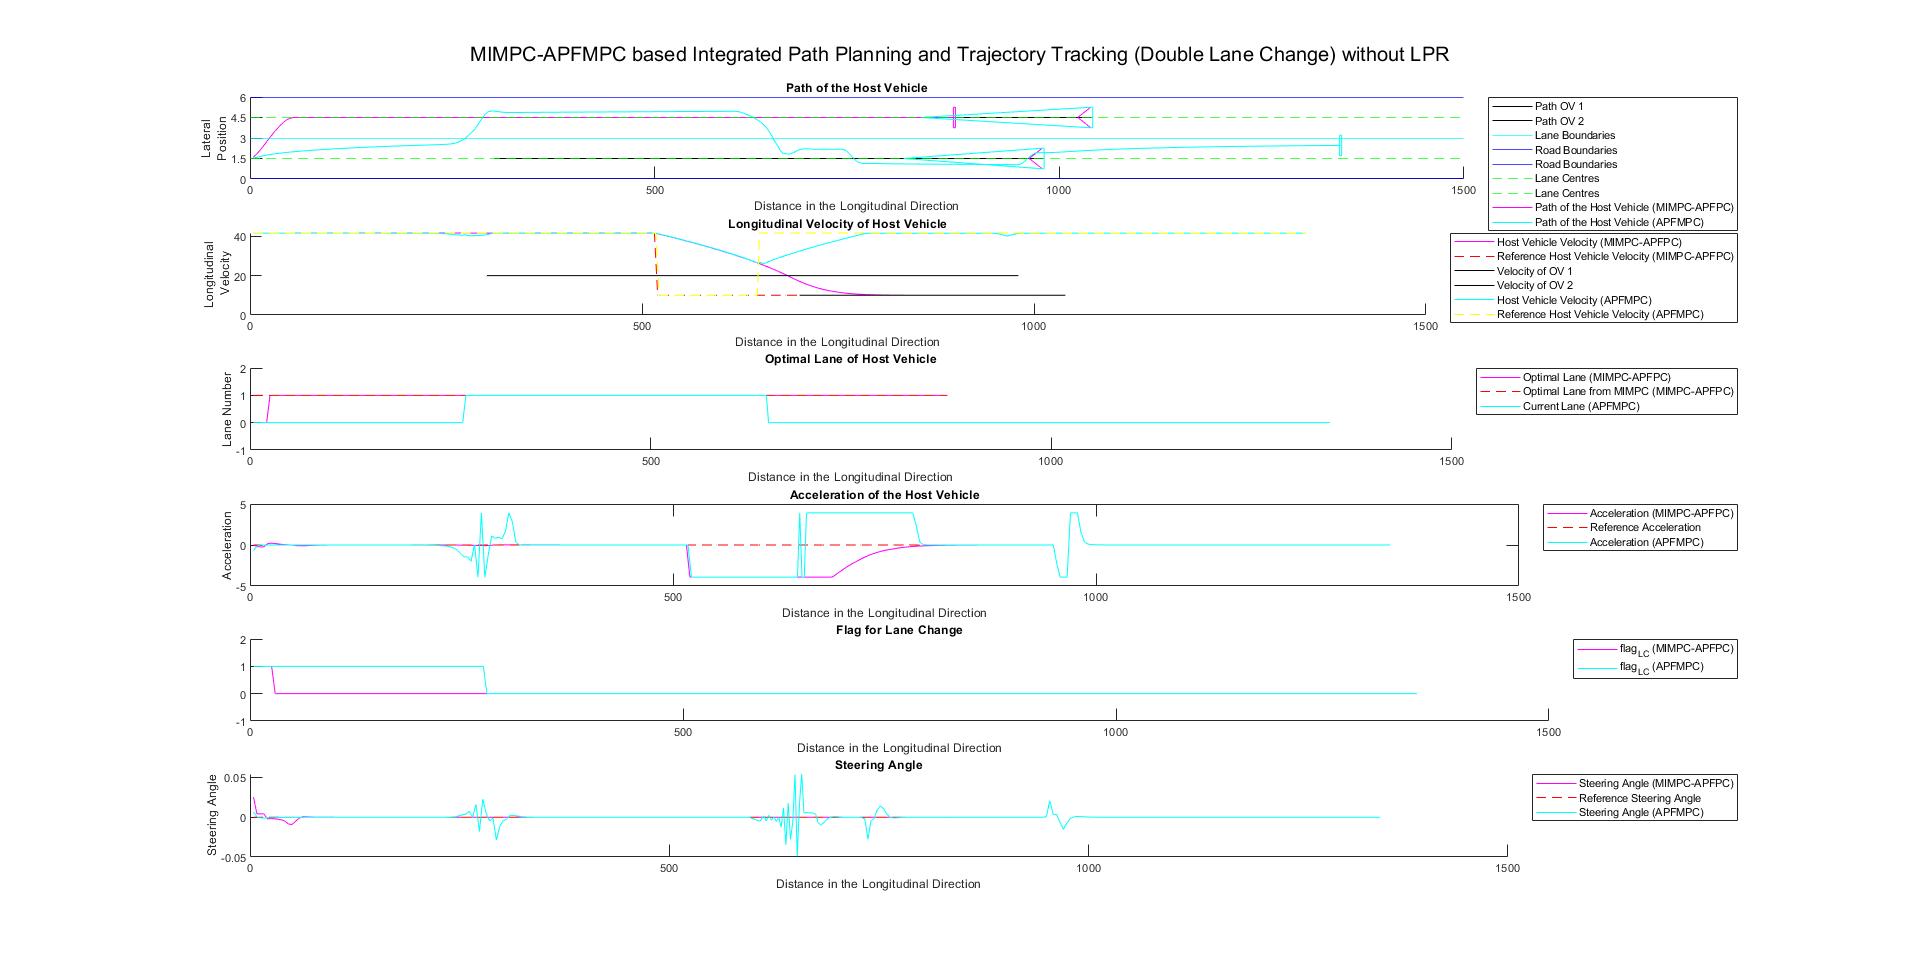 MIMPC-APFMPC based Integrated Path Planning and Trajectory Tracking (Double Lane Change) without LPR
Path of the Host Vehicle
Lateral
Position
6
4.5
3
1.5
0
0
500
1000
1500
Distance in the Longitudinal Direction
Path OV 1
Path OV 2
Lane Boundaries
Road Boundaries
Road Boundaries
Lane Centres
Lane Centres
Path of the Host Vehicle (MIMPC-APFPC)
Path of the Host Vehicle (APFMPC)
Longitudinal Velocity of Host Vehicle
Longitudinal
Velocity
40
20
0
0
500
1000
1500
Distance in the Longitudinal Direction
Host Vehicle Velocity (MIMPC-APFPC)
Reference Host Vehicle Velocity (MIMPC-APFPC)
Velocity of OV 1
Velocity of OV 2
Host Vehicle Velocity (APFMPC)
Reference Host Vehicle Velocity (APFMPC)
Optimal Lane of Host Vehicle
Lane Number
2
1
0
-1
0
500
1000
1500
Distance in the Longitudinal Direction
Optimal Lane (MIMPC-APFPC)
Optimal Lane from MIMPC (MIMPC-APFPC)
Current Lane (APFMPC)
Acceleration of the Host Vehicle
Acceleration
5
0
-5
0
500
1000
1500
Distance in the Longitudinal Direction
Acceleration (MIMPC-APFPC)
Reference Acceleration
Acceleration (APFMPC)
Flag for Lane Change
2
1
0
-1
0
500
1000
1500
Distance in the Longitudinal Direction
flag LC (MIMPC-APFPC)
flag LC (APFMPC)
Steering Angle
Steering Angle
0.05
0
-0.05
0
500
1000
1500
Distance in the Longitudinal Direction
Steering Angle (MIMPC-APFPC)
Reference Steering Angle
Steering Angle (APFMPC)